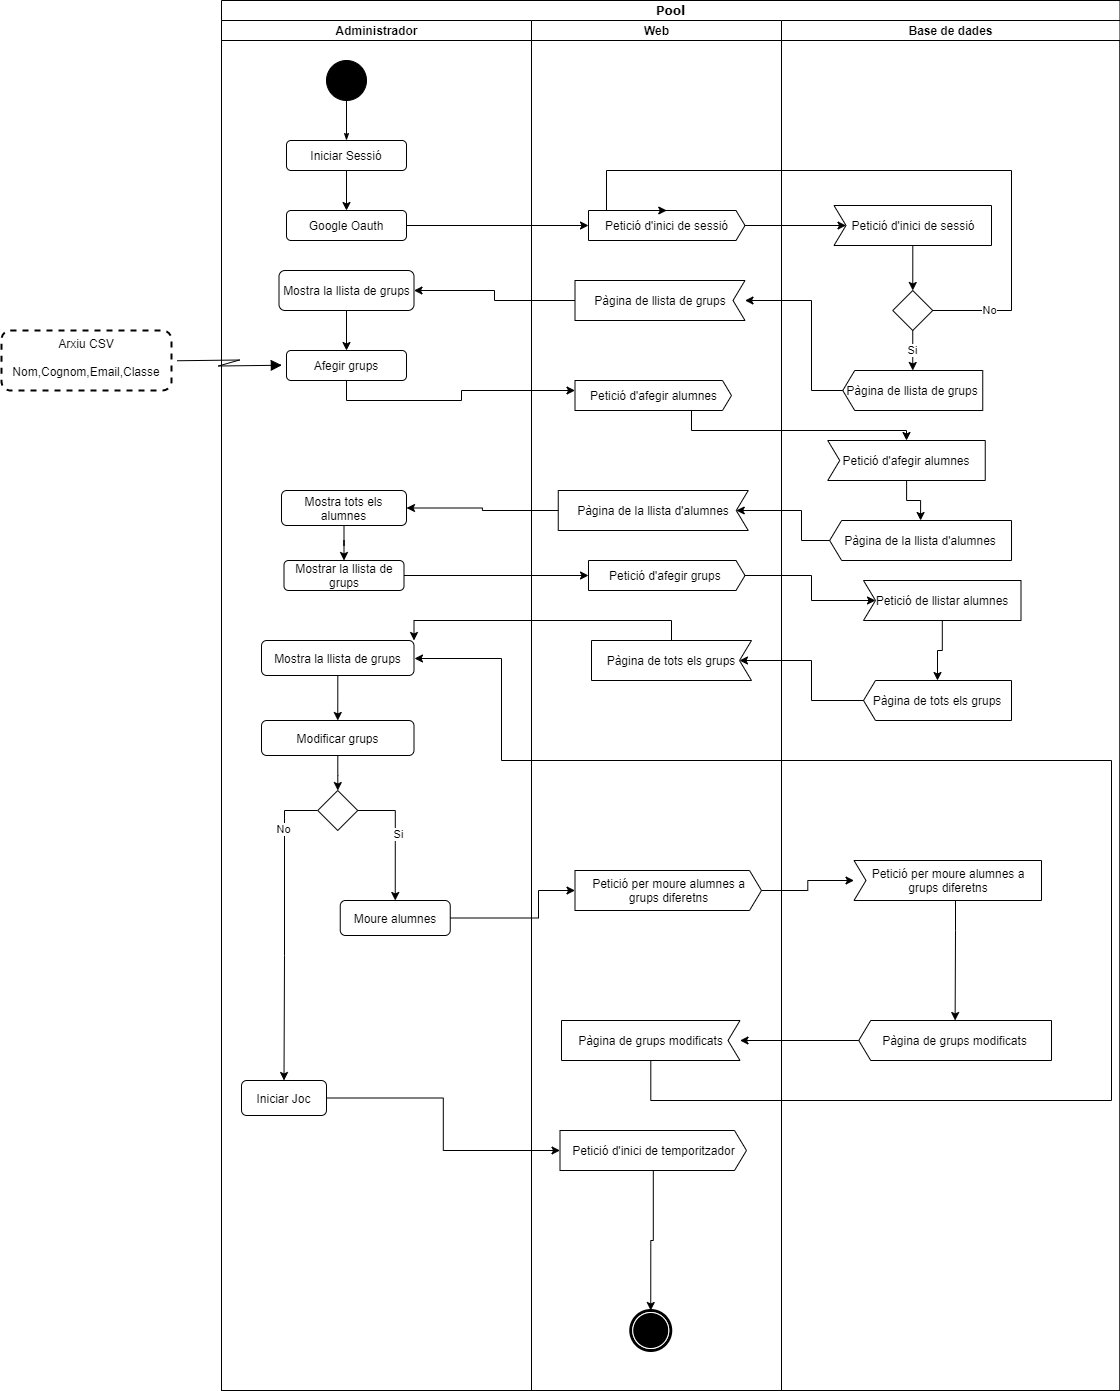 Pool
Administrador
Web
Base de dades
Iniciar Sessió
Google Oauth
Petició d'inici de sessió
Petició d'inici de sessió
Mostra la llista de grups
Pàgina de llista de grups
No
Si
Arxiu CSV
Nom,Cognom,Email,Classe
Afegir grups
Petició d'afegir alumnes
Pàgina de llista de grups
Petició d'afegir alumnes
Mostra tots els
alumnes
Pàgina de la llista d'alumnes
Pàgina de la llista d'alumnes
Mostrar la llista de
grups
Petició d'afegir grups
Petició de llistar alumnes
Mostra la llista de grups
Pàgina de tots els grups
Pàgina de tots els grups
Modificar grups
No
Si
Moure alumnes
Petició per moure alumnes a
grups diferetns
Petició per moure alumnes a
grups diferetns
Pàgina de grups modificats
Pàgina de grups modificats
Iniciar Joc
Petició d'inici de temporitzador